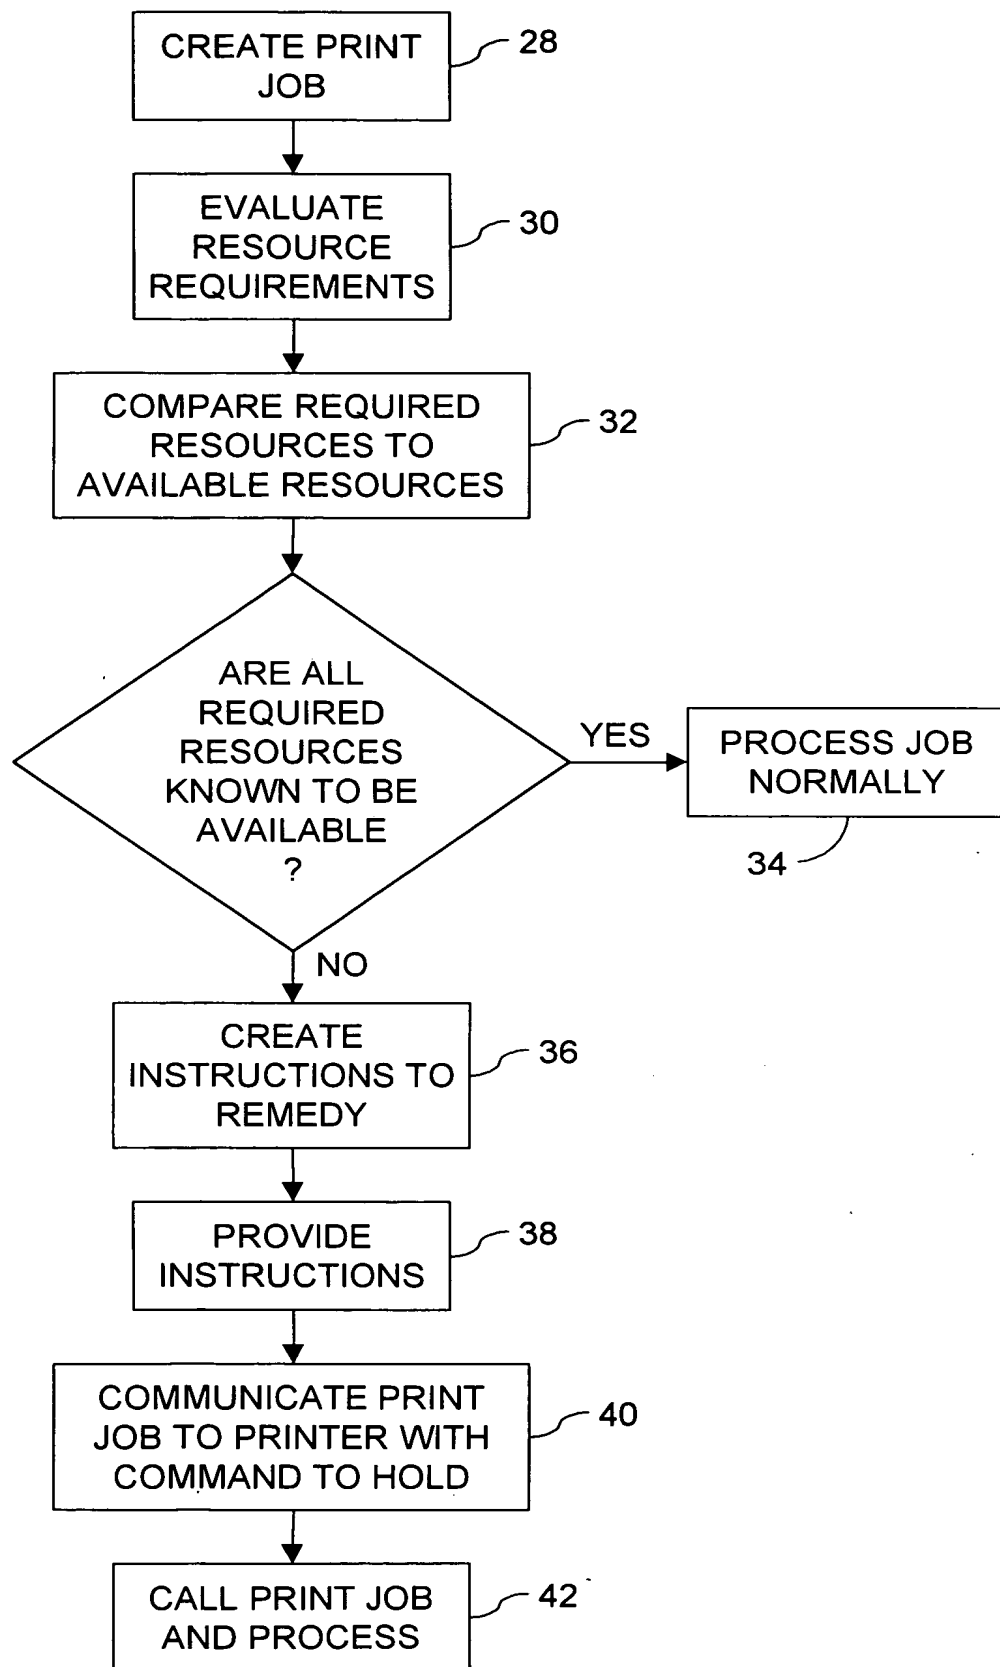 CREATE PRINT
JOB
28
EVALUATE
RESOURCE
REQUIREMENTS
30
COMPARE REQUIRED
RESOURCES TO
AVAILABLE RESOURCES
32
ARE ALL
REQUIRED
RESOURCES
KNOWN TO BE
AVAILABLE
?
YES
PROCESS JOB
NORMALLY
34
NO
CREATE
INSTRUCTIONS TO
REMEDY
36
PROVIDE
INSTRUCTIONS
38
COMMUNICATE PRINT
JOB TO PRINTER WITH
COMMAND TO HOLD
40
CALL PRINT JOB
AND PROCESS
42